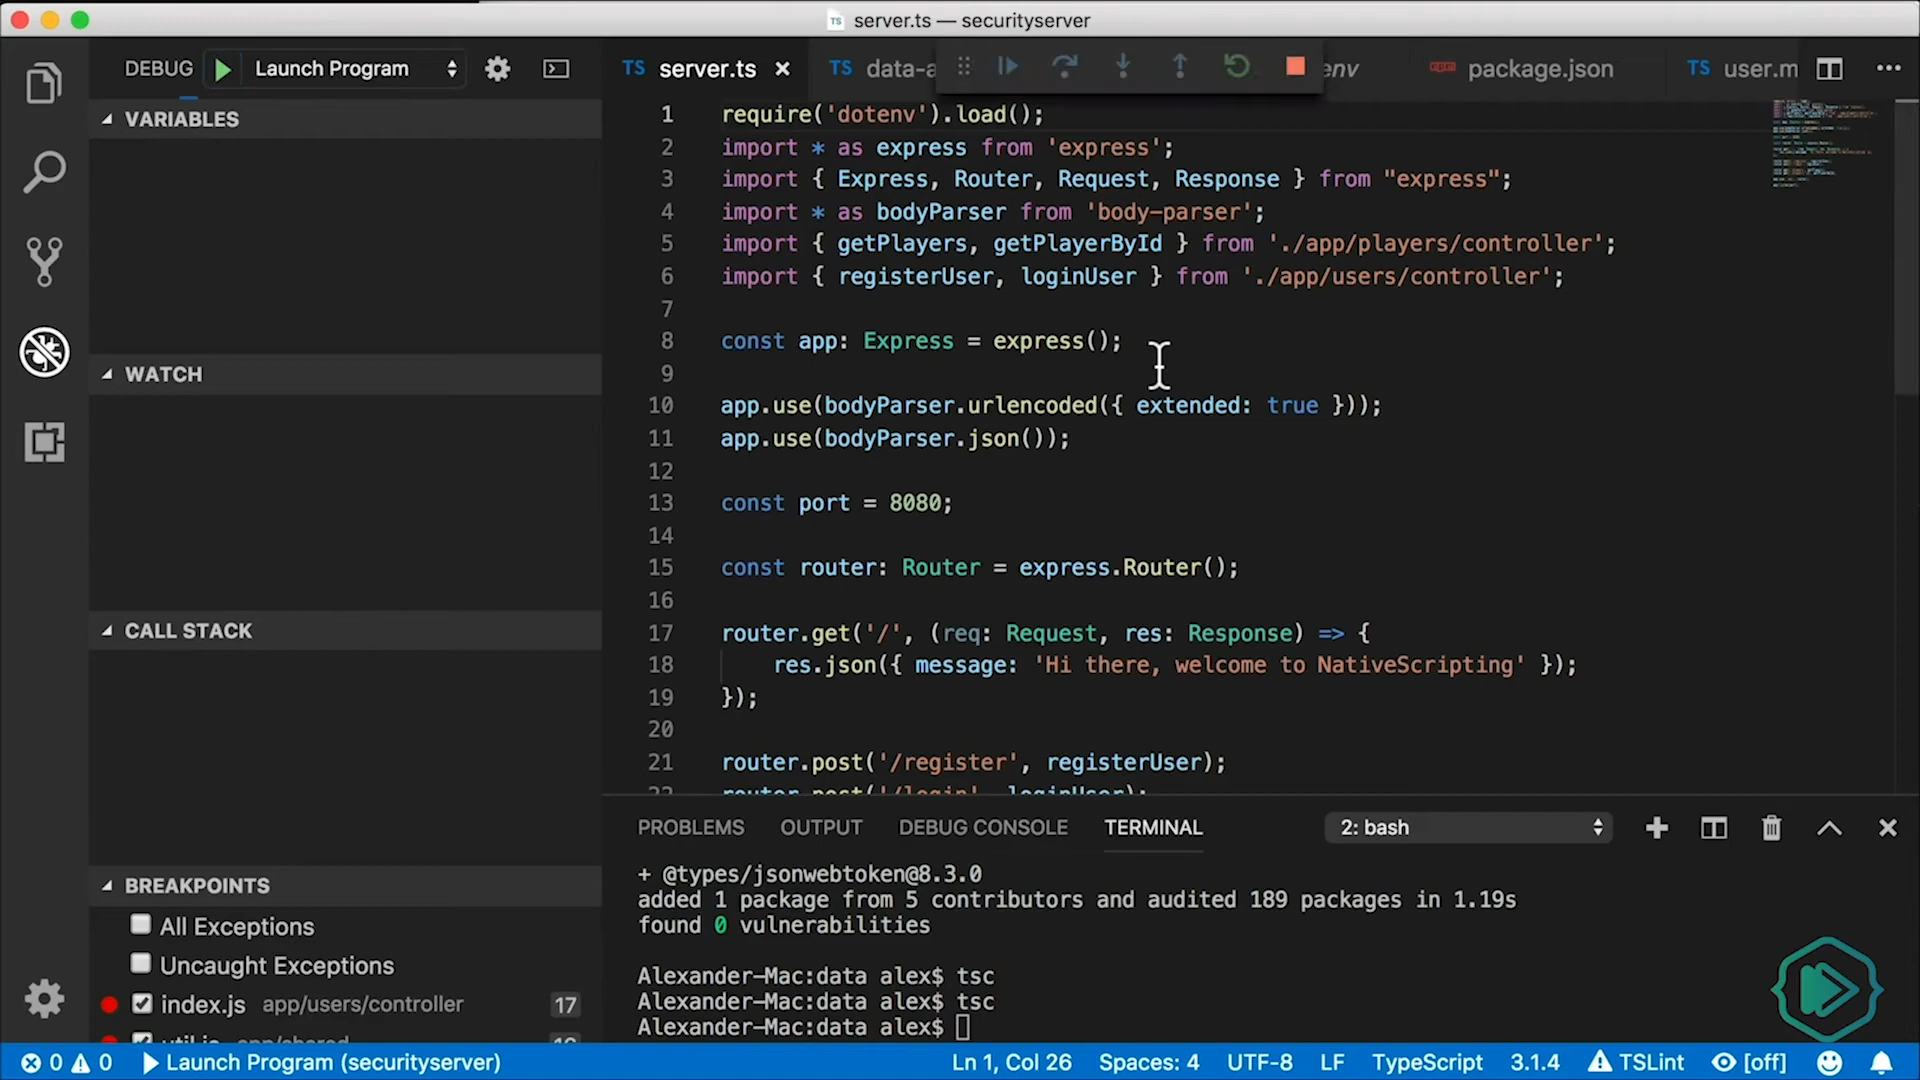 TS server.ts — securityserver
DEBUG Launch Program
TS server.ts × TS data-a env package.json TS user.m
VARIABLES
WATCH
CALL STACK
BREAKPOINTS
All Exceptions
Uncaught Exceptions
index.js app/users/controller 17
1 require('dotenv').load();
2 import * as express from 'express';
3 import { Express, Router, Request, Response } from "express";
4 import * as bodyParser from 'body-parser';
5 import { getPlayers, getPlayerById } from './app/players/controller';
6 import { registerUser, loginUser } from './app/users/controller';
7
8 const app: Express = express();
9
10 app.use(bodyParser.urlencoded({ extended: true }));
11 app.use(bodyParser.json());
12
13 const port = 8080;
14
15 const router: Router = express.Router();
16
17 router.get('/', (req: Request, res: Response) => {
18 res.json({ message: 'Hi there, welcome to NativeScripting' });
19 });
20
21 router.post('/register', registerUser);
22 router.post('/login', loginUser);
PROBLEMS OUTPUT DEBUG CONSOLE TERMINAL 2: bash
+ @types/jsonwebtoken@8.3.0
added 1 package from 5 contributors and audited 189 packages in 1.19s
found 0 vulnerabilities
Alexander-Mac:data alex$ tsc
Alexander-Mac:data alex$ tsc
Alexander-Mac:data alex$
0 0 Launch Program (securityserver) Ln 1, Col 26 Spaces: 4 UTF-8 LF TypeScript 3.1.4 TSLint [off]